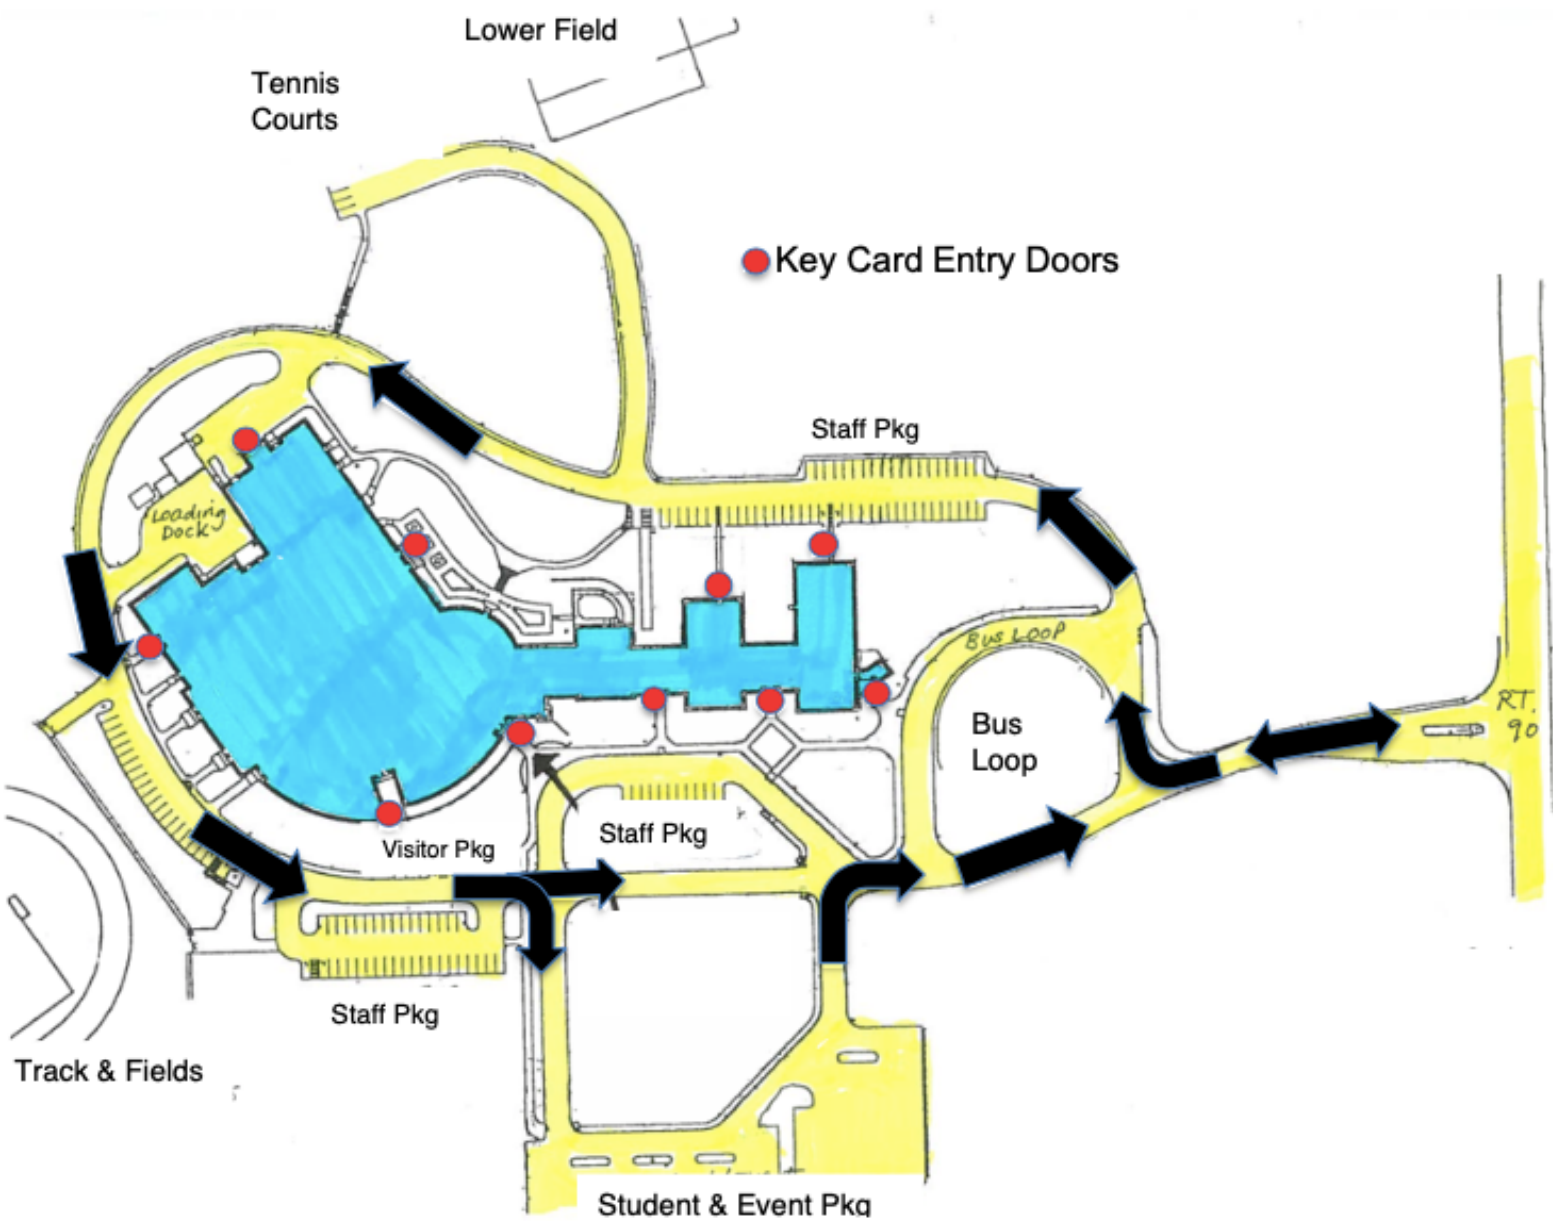 Lower Field
Tennis
Courts
Key Card Entry Doors
Staff Pkg
Loading
Dock
BUS LOOP
Bus
Loop
RT.
90
Staff Pkg
Visitor Pkg
Staff Pkg
Track & Fields
Student & Event Pkg